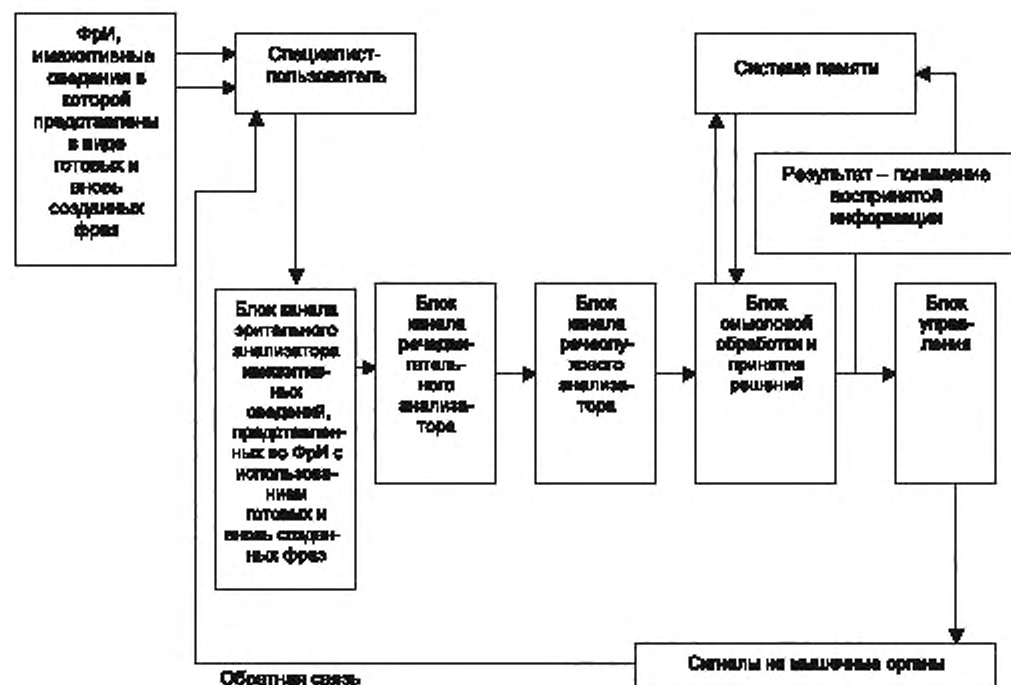 ФрИ,
имажитивные
сведения в
которой
представлены
в виде
готовых и
вновь
созданных
фраз
Специалист-
пользователь
Система памяти
Результат – понимание
воспринятой
информации
Блок канала
зрительного
анализатора
имажитив-
ных
сведений,
представлен-
ных во ФрИ с
использова-
нием
готовых и
вновь создан-
ных фраз
Блок
канала
речедви-
гатель-
ного
анализа-
тора
Блок
канала
речеслу-
хового
анализа-
тора
Блок
смысловой
обработки и
принятия
решений
Блок
управ-
ления
Сигналы на мышечные органы
Обратная связь